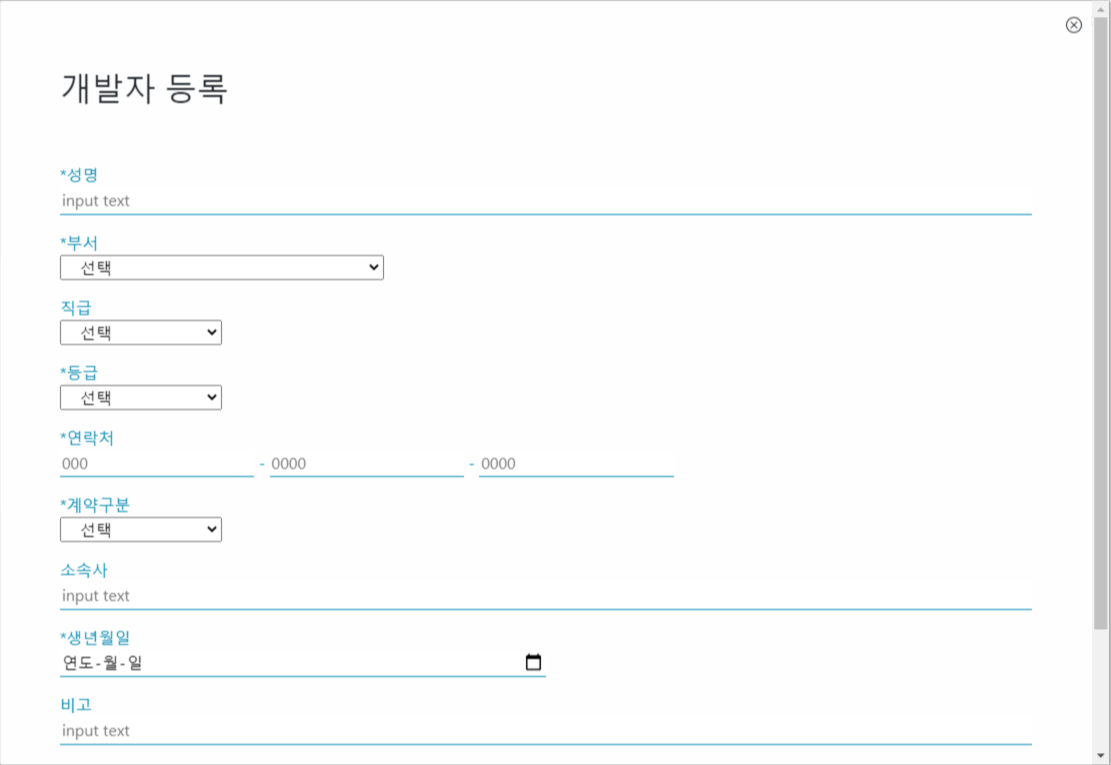 개발자 등록
*성명
input text
*부서
선택
직급
선택
*등급
선택
*연락처
000 - 0000 - 0000
*계약구분
선택
소속사
input text
*생년월일
연도-월-일
비고
input text